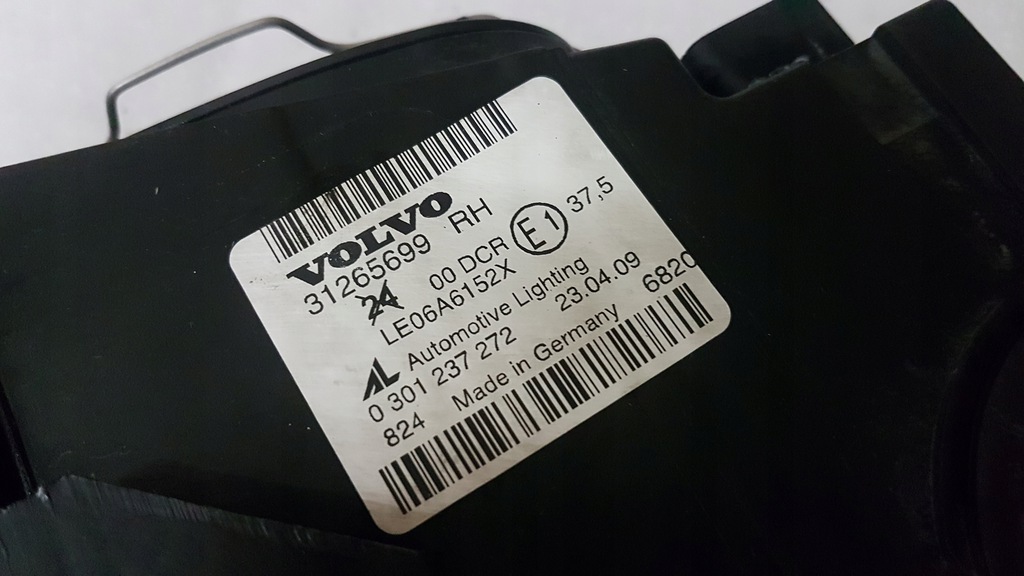 VOLVO
31265699 RH
24 00 DCR E1 37,5
LE06A6152X
AL Automotive Lighting
0 301 237 272 23.04.09
824 Made in Germany 6820